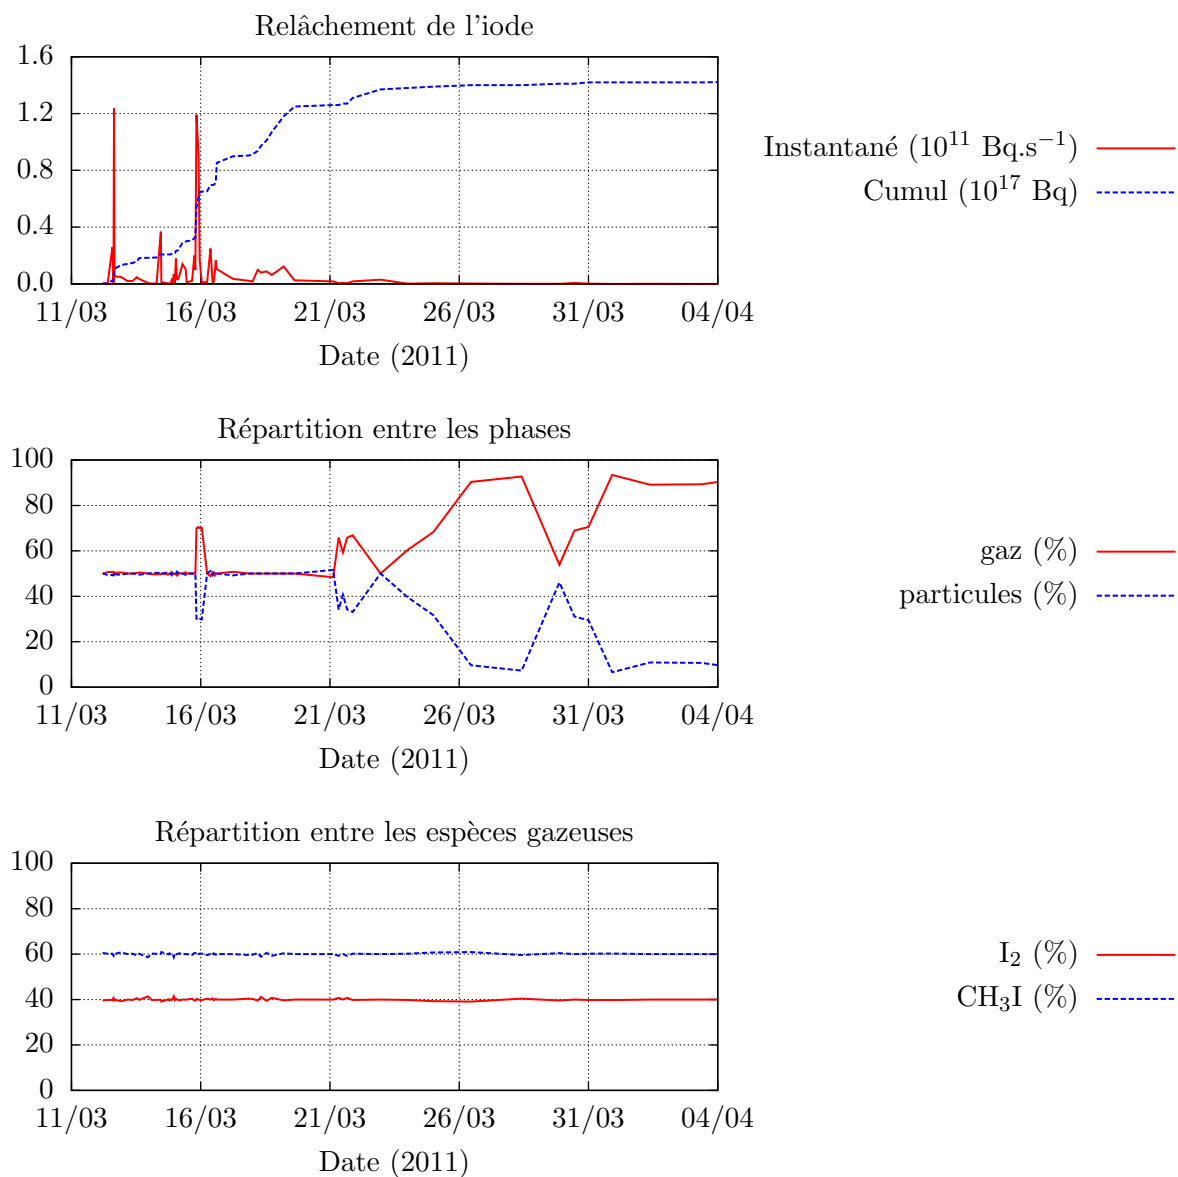 Relâchement de l'iode
1.6
1.2
0.8
0.4
0.0
11/03 16/03 21/03 26/03 31/03 04/04
Date (2011)
Instantané (10¹¹ Bq.s⁻¹)
Cumul (10¹⁷ Bq)
Répartition entre les phases
100
80
60
40
20
0
11/03 16/03 21/03 26/03 31/03 04/04
Date (2011)
gaz (%)
particules (%)
Répartition entre les espèces gazeuses
100
80
60
40
20
0
11/03 16/03 21/03 26/03 31/03 04/04
Date (2011)
I₂ (%)
CH₃I (%)